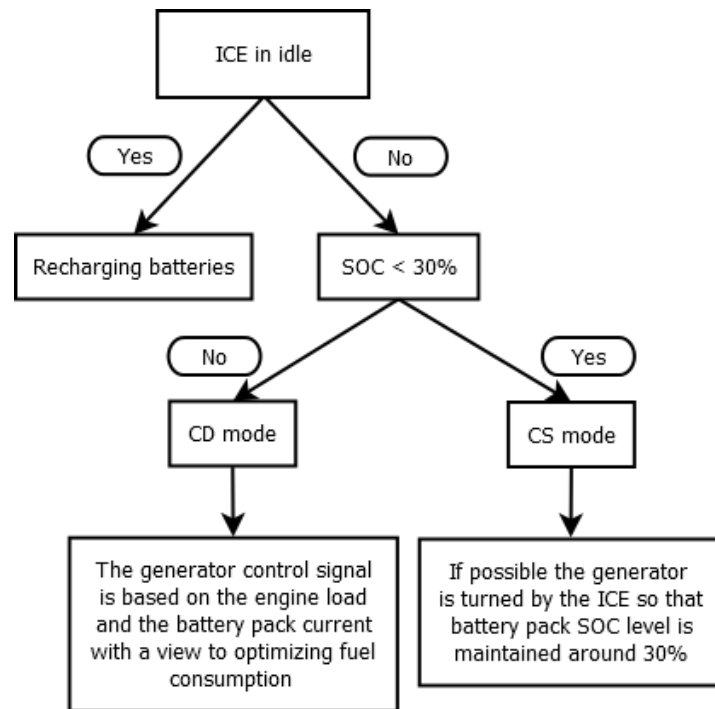 ICE in idle
Yes
No
Recharging batteries
SOC < 30%
No
Yes
CD mode
CS mode
The generator control signal
is based on the engine load
and the battery pack current
with a view to optimizing fuel
consumption
If possible the generator
is turned by the ICE so that
battery pack SOC level is
maintained around 30%